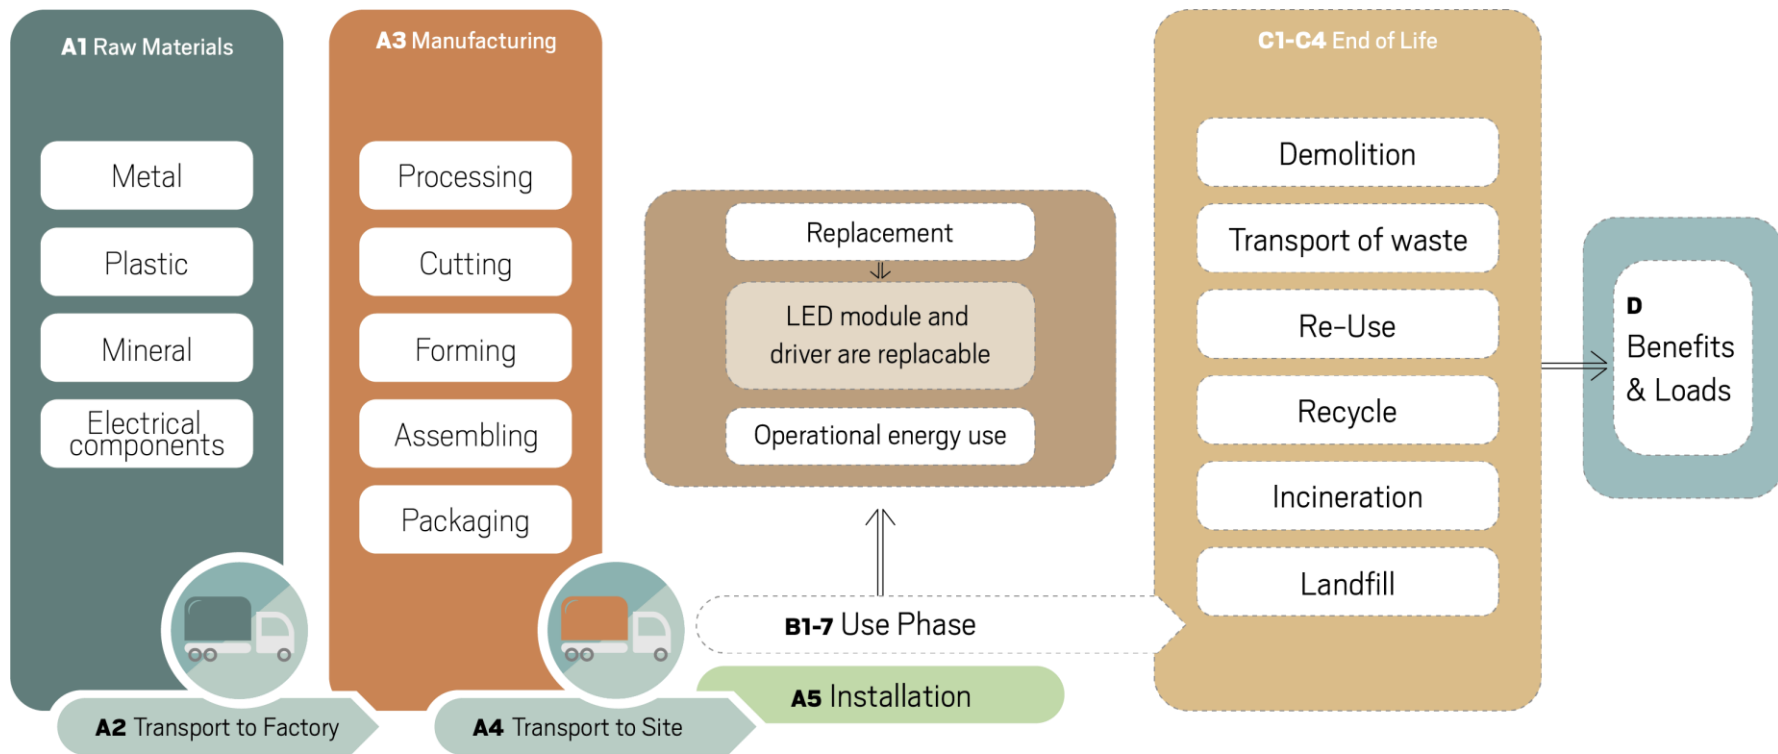 A1 Raw Materials
Metal
Plastic
Mineral
Electrical
components
A2 Transport to Factory
A3 Manufacturing
Processing
Cutting
Forming
Assembling
Packaging
A4 Transport to Site
A5 Installation
B1-7 Use Phase
Replacement
LED module and
driver are replacable
Operational energy use
C1-C4 End of Life
Demolition
Transport of waste
Re-Use
Recycle
Incineration
Landfill
D
Benefits
& Loads